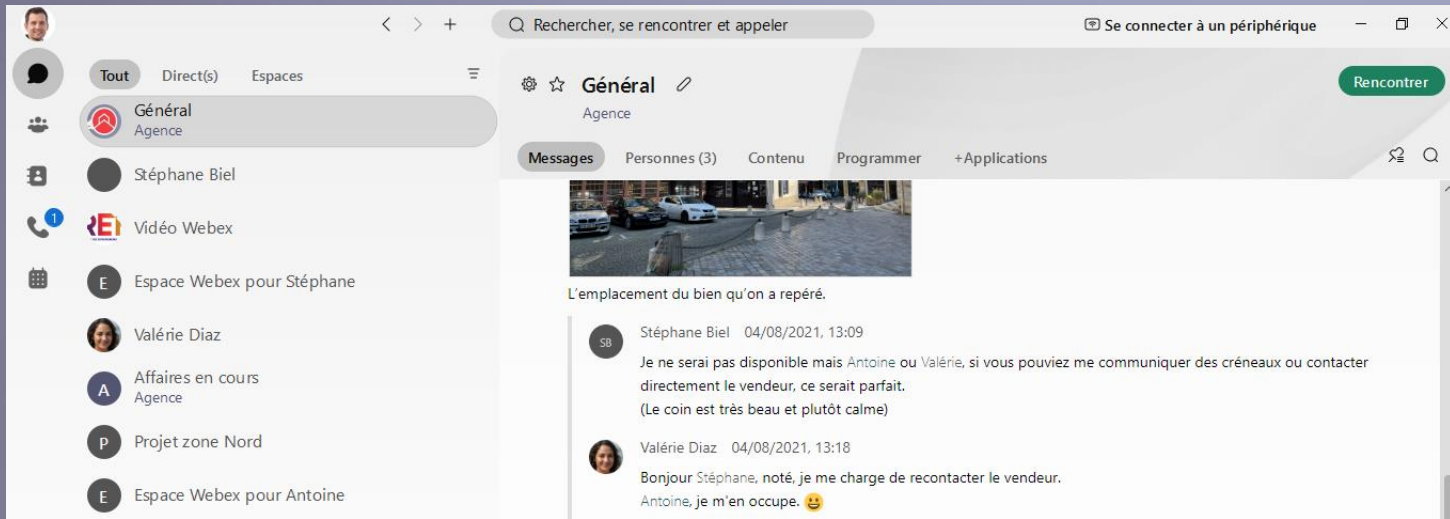 Rechercher, se rencontrer et appeler
Se connecter à un périphérique
Tout Direct(s) Espaces
Général
Agence
Stéphane Biel
1
Vidéo Webex
E Espace Webex pour Stéphane
Valérie Diaz
A Affaires en cours
Agence
P Projet zone Nord
E Espace Webex pour Antoine
Général
Agence
Rencontrer
Messages Personnes (3) Contenu Programmer +Applications
L'emplacement du bien qu'on a repéré.
SB Stéphane Biel 04/08/2021, 13:09
Je ne serai pas disponible mais Antoine ou Valérie, si vous pouviez me communiquer des créneaux ou contacter
directement le vendeur, ce serait parfait.
(Le coin est très beau et plutôt calme)
Valérie Diaz 04/08/2021, 13:18
Bonjour Stéphane, noté, je me charge de recontacter le vendeur.
Antoine, je m'en occupe. 😀